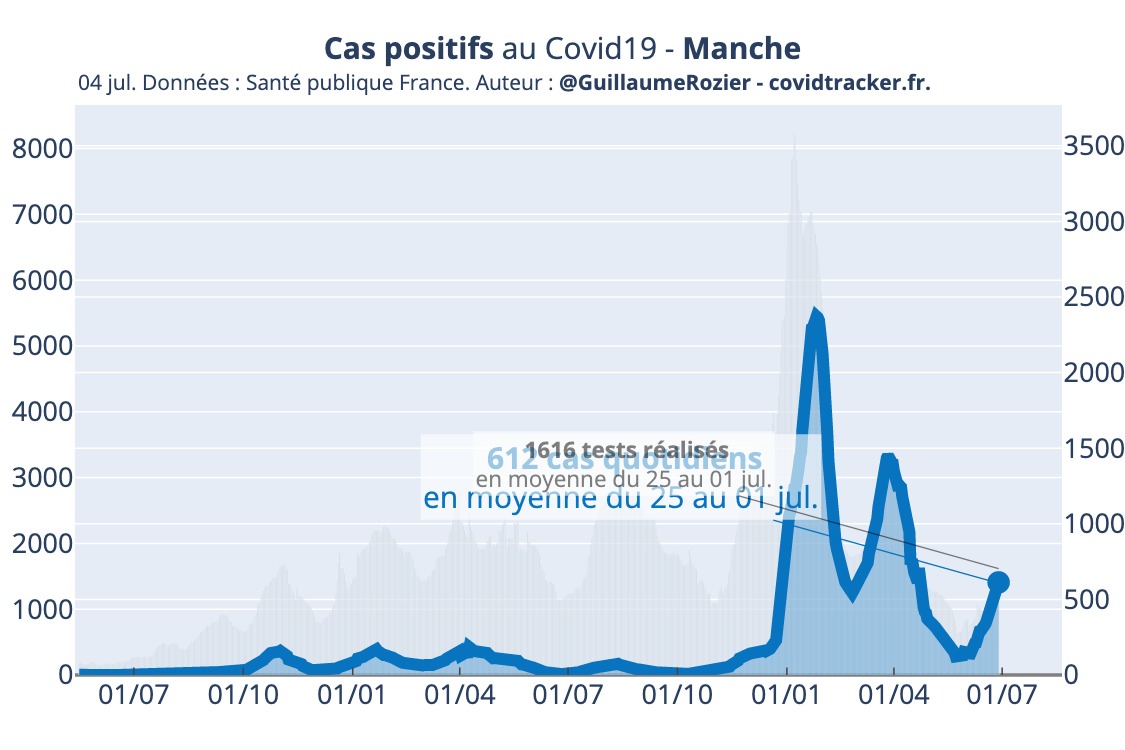 Cas positifs au Covid19 - Manche
04 jul. Données : Santé publique France. Auteur : @GuillaumeRozier - covidtracker.fr.
8000
7000
6000
5000
4000
3000
2000
1000
0
3500
3000
2500
2000
1500
1000
500
0
1616 tests réalisés
en moyenne du 25 au 01 jul.
612 cas quotidiens
en moyenne du 25 au 01 jul.
01/07 01/10 01/01 01/04 01/07 01/10 01/01 01/04 01/07